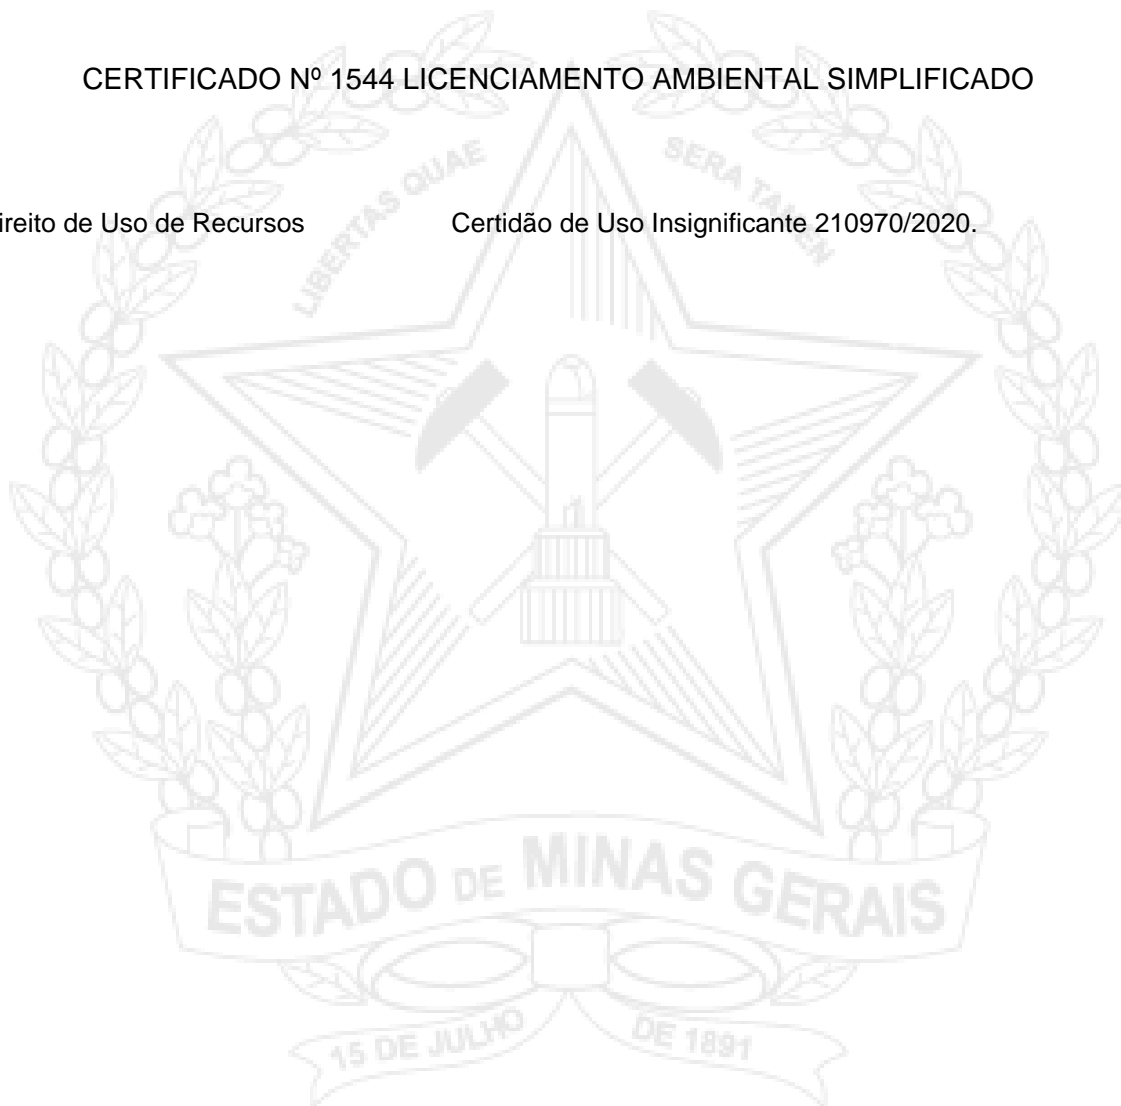 CERTIFICADO Nº 1544 LICENCIAMENTO AMBIENTAL SIMPLIFICADO
LIBERTAS QUAE SERA TAMEN
ireito de Uso de Recursos Certidão de Uso Insignificante 210970/2020.
ESTADO DE MINAS GERAIS
15 DE JULHO DE 1891